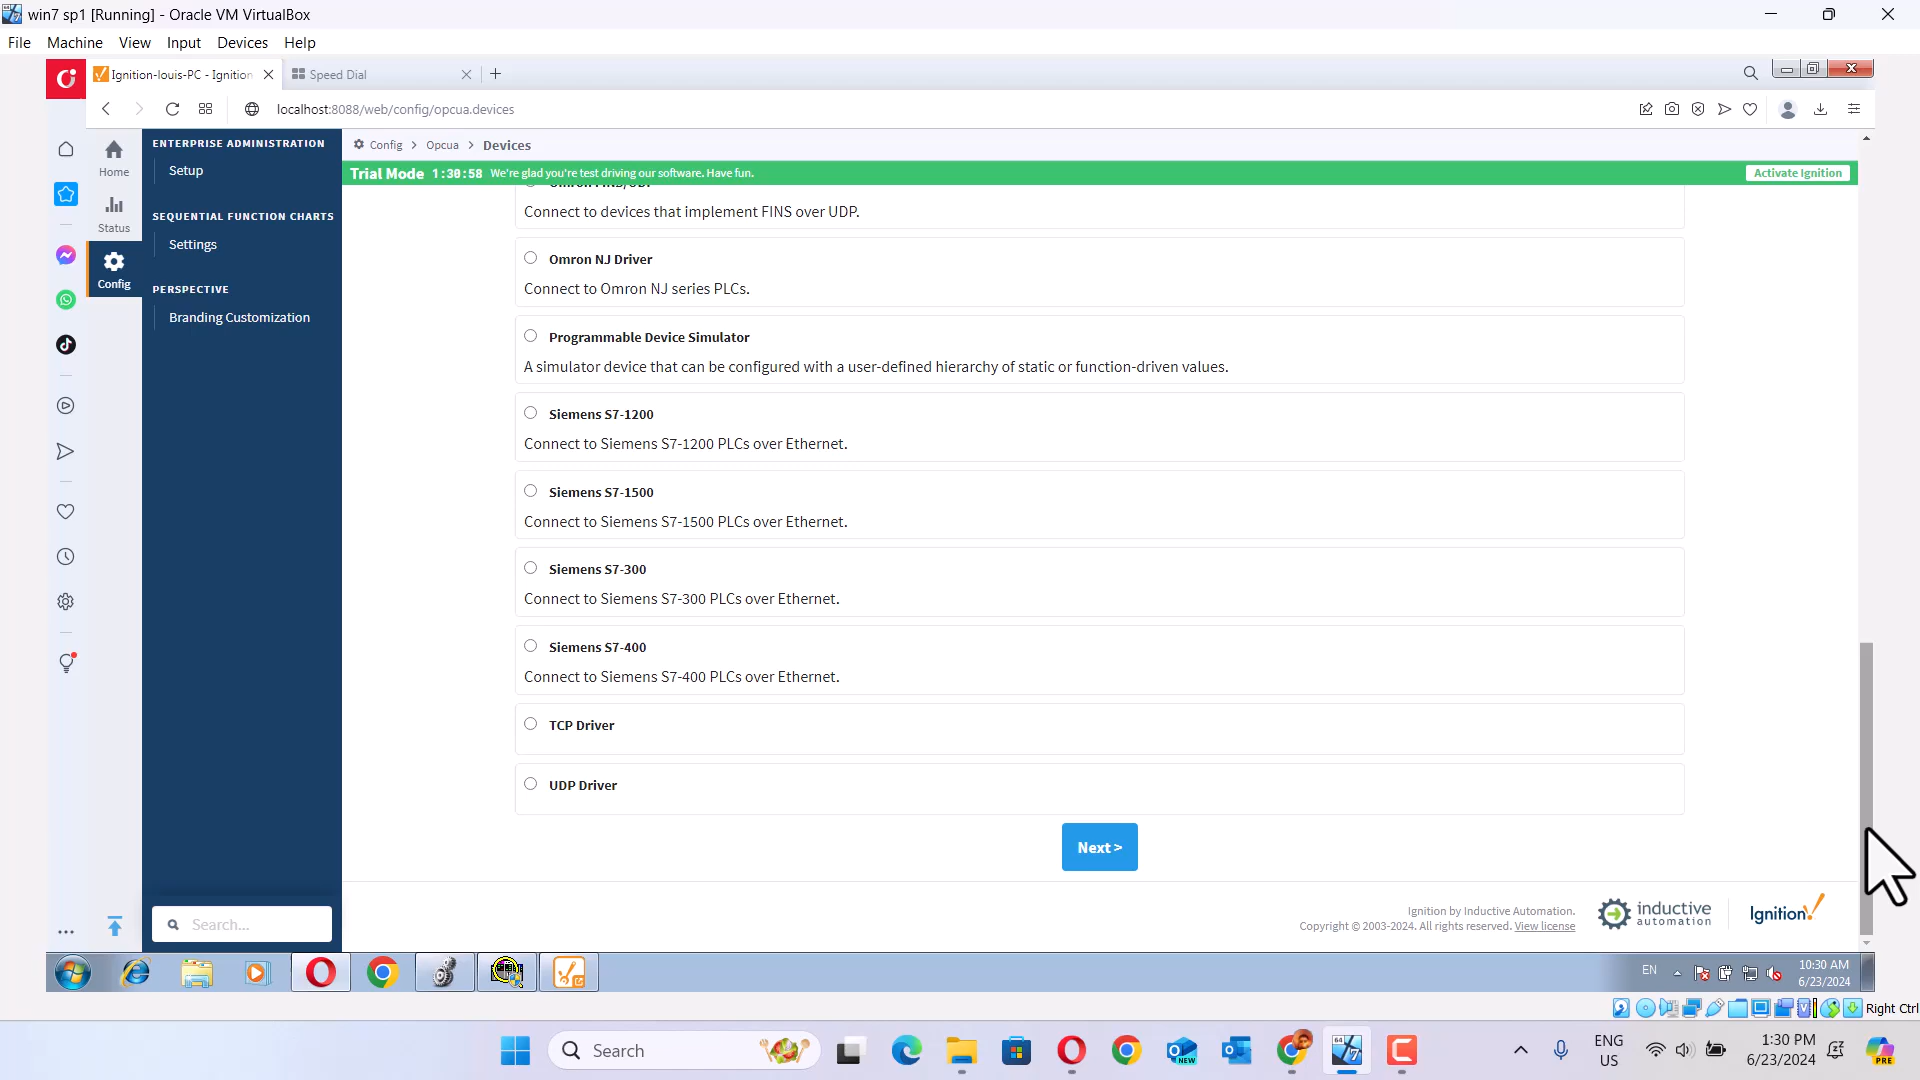 win7 sp1 [Running] - Oracle VM VirtualBox
File Machine View Input Devices Help
Ignition-louis-PC - Ignition
Speed Dial
localhost:8088/web/config/opcua.devices
Home
Status
Config
ENTERPRISE ADMINISTRATION
Setup
SEQUENTIAL FUNCTION CHARTS
Settings
PERSPECTIVE
Branding Customization
Search...
Config > Opcua > Devices
Trial Mode 1:30:58 We're glad you're test driving our software. Have fun.
Activate Ignition
Omron FINS/UDP
Connect to devices that implement FINS over UDP.
Omron NJ Driver
Connect to Omron NJ series PLCs.
Programmable Device Simulator
A simulator device that can be configured with a user-defined hierarchy of static or function-driven values.
Siemens S7-1200
Connect to Siemens S7-1200 PLCs over Ethernet.
Siemens S7-1500
Connect to Siemens S7-1500 PLCs over Ethernet.
Siemens S7-300
Connect to Siemens S7-300 PLCs over Ethernet.
Siemens S7-400
Connect to Siemens S7-400 PLCs over Ethernet.
TCP Driver
UDP Driver
Next >
Ignition by Inductive Automation.
Copyright © 2003-2024. All rights reserved. View license
inductive
automation
Ignition!
EN
10:30 AM
6/23/2024
Right Ctrl
Search
ENG
US
1:30 PM
6/23/2024